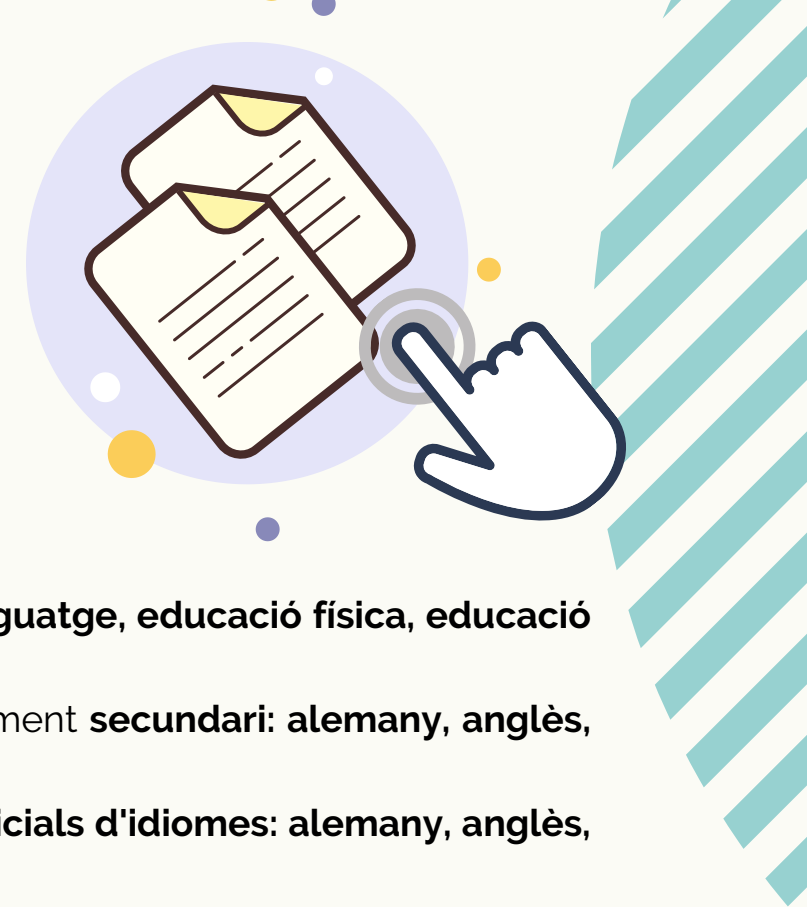 guatge, educació física, educació
ment secundari: alemany, anglès,
icials d'idiomes: alemany, anglès,